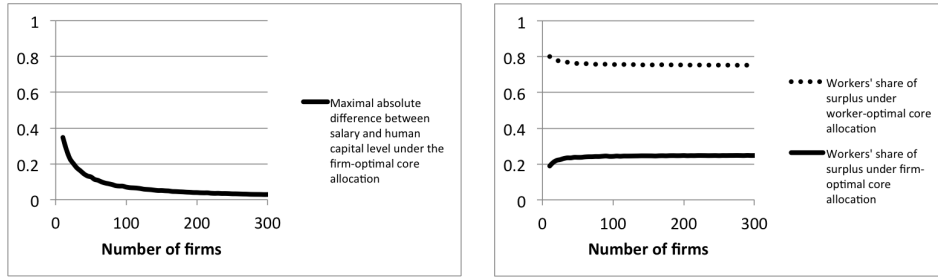 1
0.8
0.6
0.4
0.2
0
0
100
200
300
Number of firms
Maximal absolute
difference between
salary and human
capital level under the
firm-optimal core
allocation
1
0.8
0.6
0.4
0.2
0
0
100
200
300
Number of firms
Workers' share of
surplus under
worker-optimal core
allocation
Workers' share of
surplus under firm-
optimal core
allocation